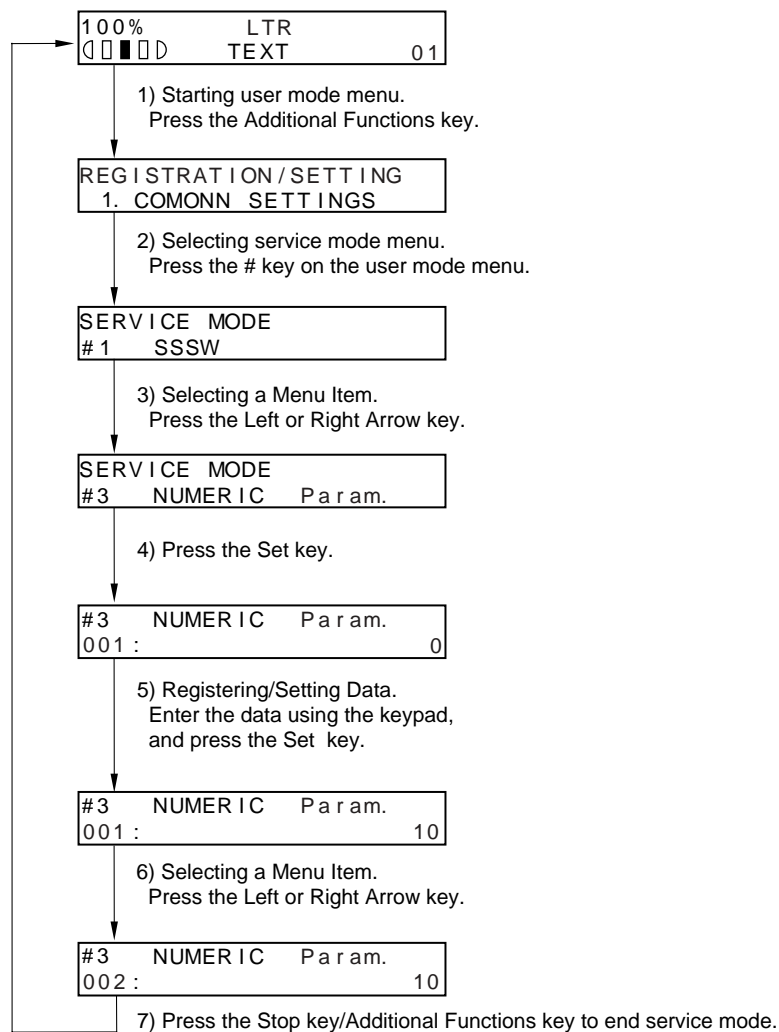 100% LTR
TEXT 01
1) Starting user mode menu.
Press the Additional Functions key.
REGISTRATION/SETTING
1. COMONN SETTINGS
2) Selecting service mode menu.
Press the # key on the user mode menu.
SERVICE MODE
#1 SSSW
3) Selecting a Menu Item.
Press the Left or Right Arrow key.
SERVICE MODE
#3 NUMERIC Param.
4) Press the Set key.
#3 NUMERIC Param.
001: 0
5) Registering/Setting Data.
Enter the data using the keypad,
and press the Set key.
#3 NUMERIC Param.
001: 10
6) Selecting a Menu Item.
Press the Left or Right Arrow key.
#3 NUMERIC Param.
002: 10
7) Press the Stop key/Additional Functions key to end service mode.